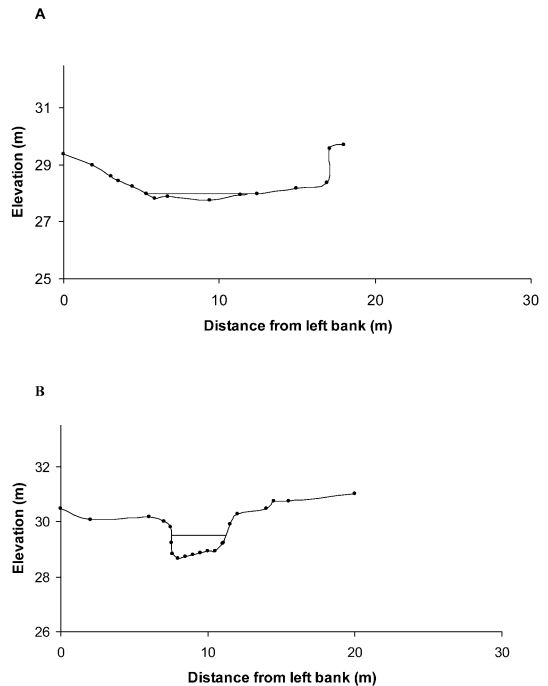 A
31
29
27
25
Elevation (m)
0 10 20 30
Distance from left bank (m)
B
32
30
28
26
Elevation (m)
0 10 20 30
Distance from left bank (m)